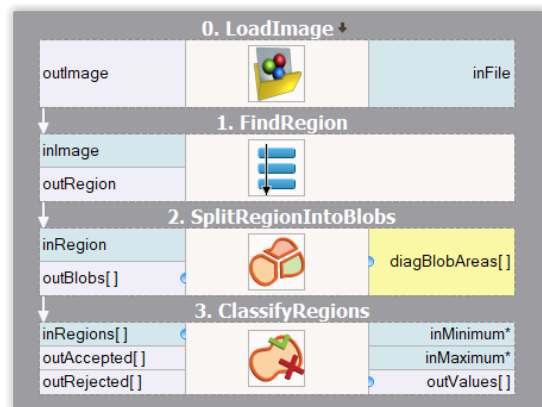 0. LoadImage
outImage
inFile
1. FindRegion
inImage
outRegion
2. SplitRegionIntoBlobs
inRegion
diagBlobAreas[]
outBlobs[]
3. ClassifyRegions
inRegions[]
inMinimum*
outAccepted[]
inMaximum*
outRejected[]
outValues[]